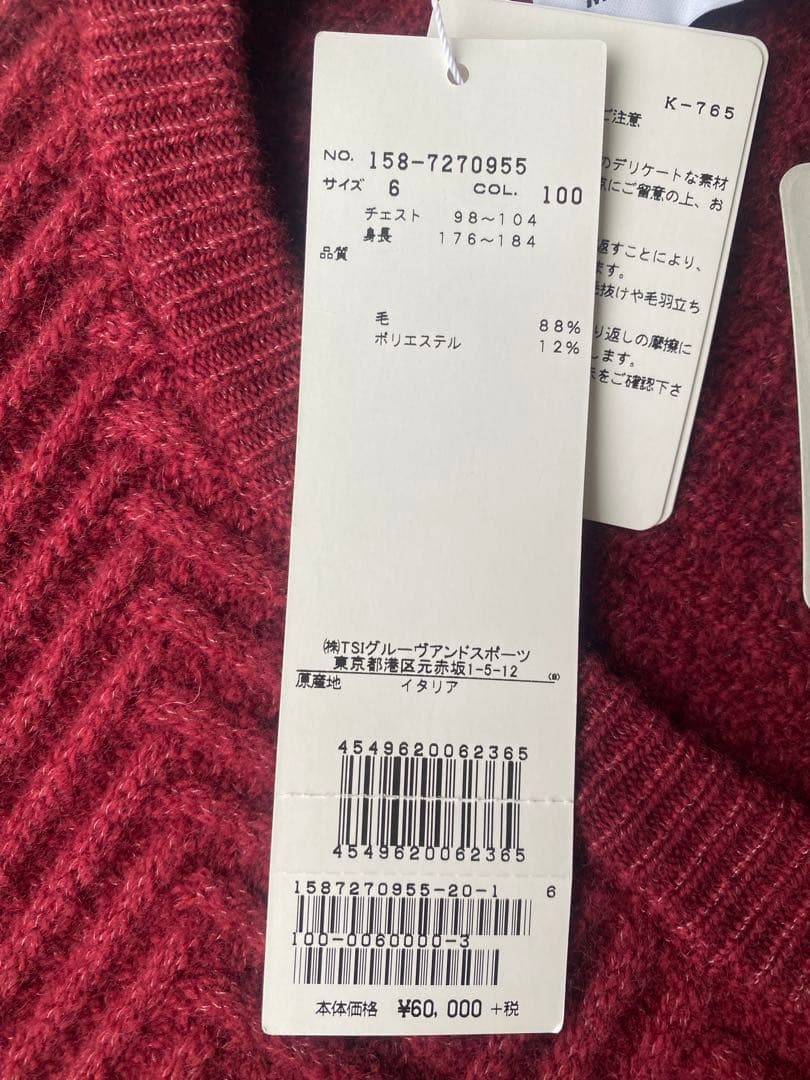 NO. 158-7270955
サイズ 6 COL. 100
チェスト 98～104
身長 176～184
品質
毛 88%
ポリエステル 12%
㈱TSIグルーヴアンドスポーツ
東京都港区元赤坂1-5-12
原産地 イタリア
4549620062365
4549620062365
1587270955-20-1 6
100-0060000-3
本体価格 ¥60,000 +税
K-765
ご注意
のデリケートな素材
にご留意の上、お
返すことにより、
ます。
毛抜けや毛羽立ち
り返しの摩擦に
します。
をご確認下さ